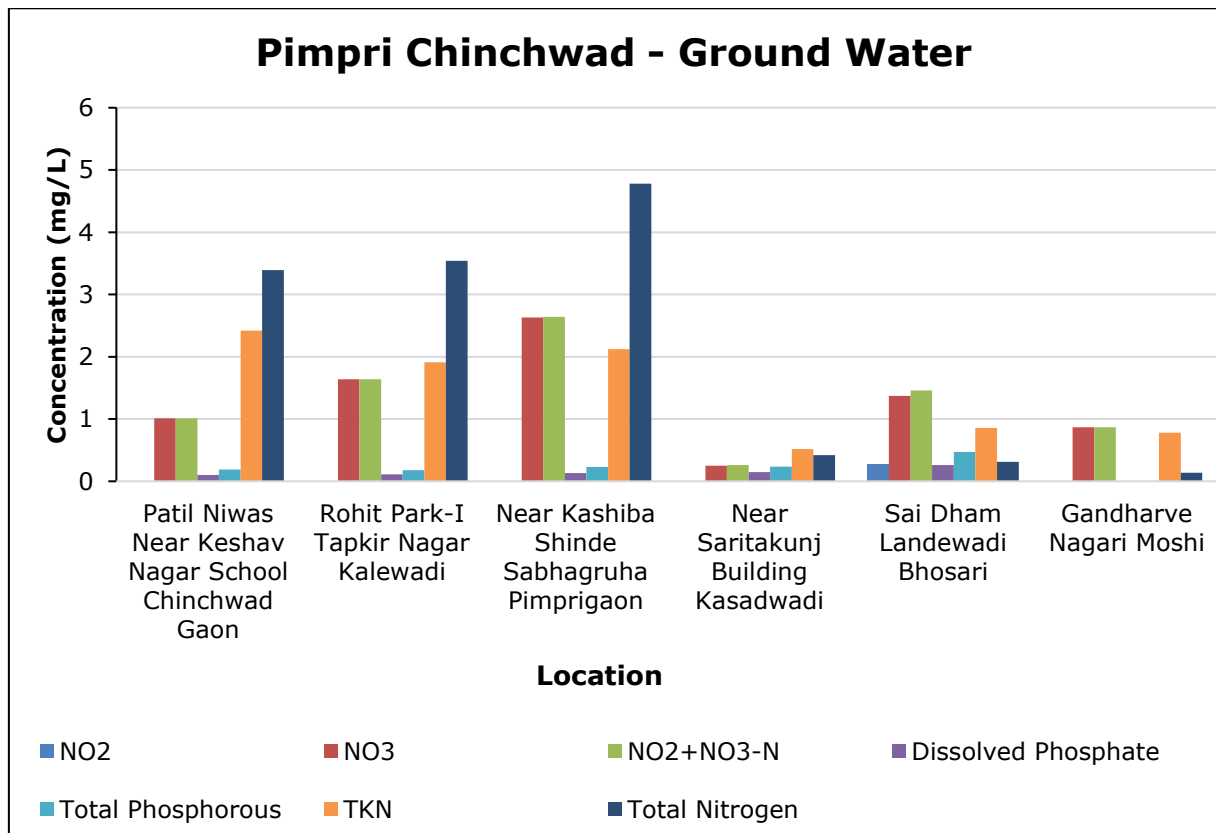 Pimpri Chinchwad - Ground Water
Concentration (mg/L)
6
5
4
3
2
1
0
Patil Niwas
Near Keshav
Nagar School
Chinchwad
Gaon
Rohit Park-I
Tapkir Nagar
Kalewadi
Near Kashiba
Shinde
Sabhagruha
Pimprigaon
Near
Saritakunj
Building
Kasadwadi
Sai Dham
Landewadi
Bhosari
Gandharve
Nagari Moshi
Location
NO2
NO3
NO2+NO3-N
Dissolved Phosphate
Total Phosphorous
TKN
Total Nitrogen